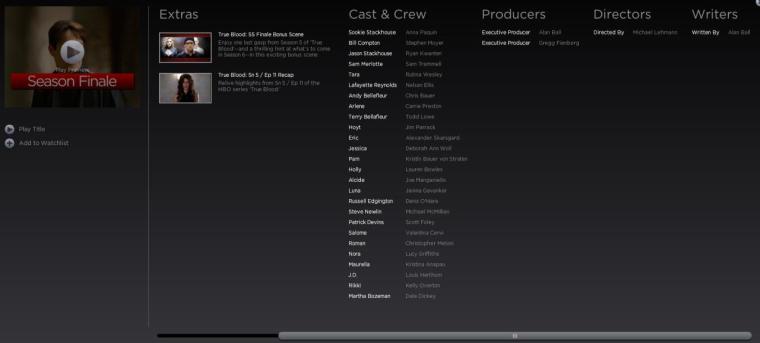 Play Preview
Season Finale
Play Title
Add to Watchlist
Extras
True Blood: S5 Finale Bonus Scene
Enjoy one last gasp from Season 5 of 'True
Blood'-and a thrilling hint at what's to come
in Season 6-in this exciting bonus scene
True Blood: Sn 5 / Ep 11 Recap
Relive highlights from Sn 5 / Ep 11 of the
HBO series 'True Blood'
Cast & Crew
Sookie Stackhouse Anna Paquin
Bill Compton Stephen Moyer
Jason Stackhouse Ryan Kwanten
Sam Merlotte Sam Trammell
Tara Rutina Wesley
Lafayette Reynolds Nelsan Ellis
Andy Bellefleur Chris Bauer
Arlene Carrie Preston
Terry Bellefleur Todd Lowe
Hoyt Jim Parrack
Eric Alexander Skarsgard
Jessica Deborah Ann Woll
Pam Kristin Bauer von Straten
Holly Lauren Bowles
Alcide Joe Manganiello
Luna Janina Gavankar
Russell Edgington Denis O'Hare
Steve Newlin Michael McMillian
Patrick Devins Scott Foley
Salome Valentina Cervi
Roman Christopher Meloni
Nora Lucy Griffiths
Maurella Kristina Anapau
J.D. Louis Herthum
Rikki Kelly Overton
Martha Bozeman Dale Dickey
Producers
Executive Producer Alan Ball
Executive Producer Gregg Fienberg
Directors
Directed By Michael Lehmann
Writers
Written By Alan Ball